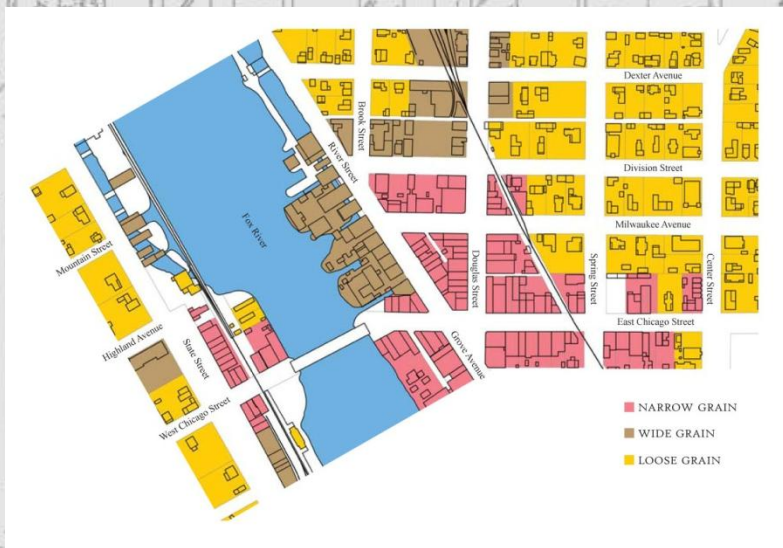 Dexter Avenue
Brook Street
River Street
Division Street
Fox River
Milwaukee Avenue
Mountain Street
Douglas Street
Spring Street
Center Street
East Chicago Street
Highland Avenue
State Street
Grove Avenue
West Chicago Street
NARROW GRAIN
WIDE GRAIN
LOOSE GRAIN